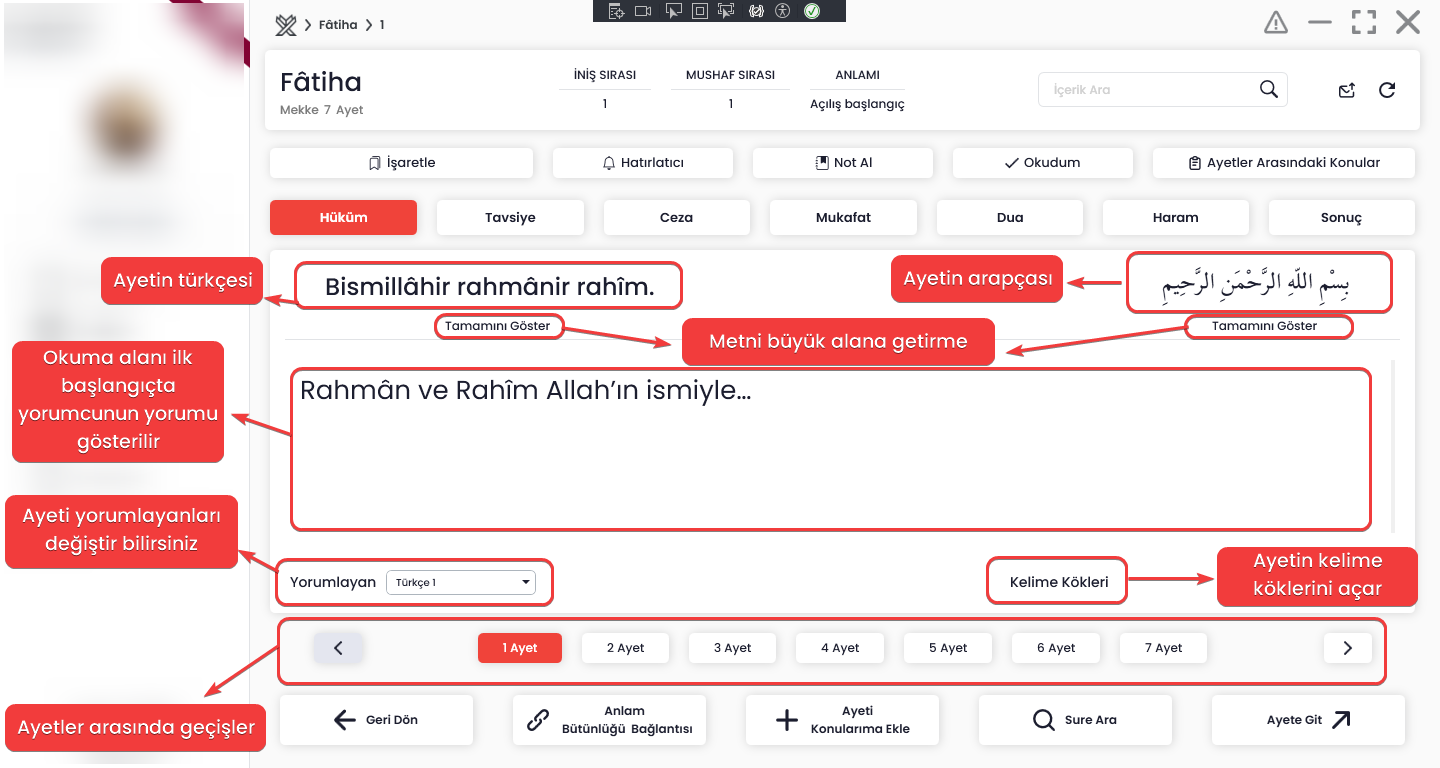 Fâtiha
1
Fâtiha
Mekke 7 Ayet
İNİŞ SIRASI
1
MUSHAF SIRASI
1
ANLAMI
Açılış başlangıç
İçerik Ara
İşaretle
Hatırlatıcı
Not Al
Okudum
Ayetler Arasındaki Konular
Hüküm
Tavsiye
Ceza
Mukafat
Dua
Haram
Sonuç
Ayetin türkçesi
Bismillâhir rahmânir rahîm.
Ayetin arapçası
بِسْمِ اللّهِ الرَّحْمَنِ الرَّحِيمِ
Tamamını Göster
Metni büyük alana getirme
Tamamını Göster
Okuma alanı ilk
başlangıçta
yorumcunun yorumu
gösterilir
Rahmân ve Rahîm Allah’ın ismiyle...
Ayeti yorumlayanları
değiştir bilirsiniz
Yorumlayan
Türkçe 1
Kelime Kökleri
Ayetin kelime
köklerini açar
1 Ayet
2 Ayet
3 Ayet
4 Ayet
5 Ayet
6 Ayet
7 Ayet
Ayetler arasında geçişler
Geri Dön
Anlam
Bütünlüğü Bağlantısı
Ayeti
Konularıma Ekle
Sure Ara
Ayete Git